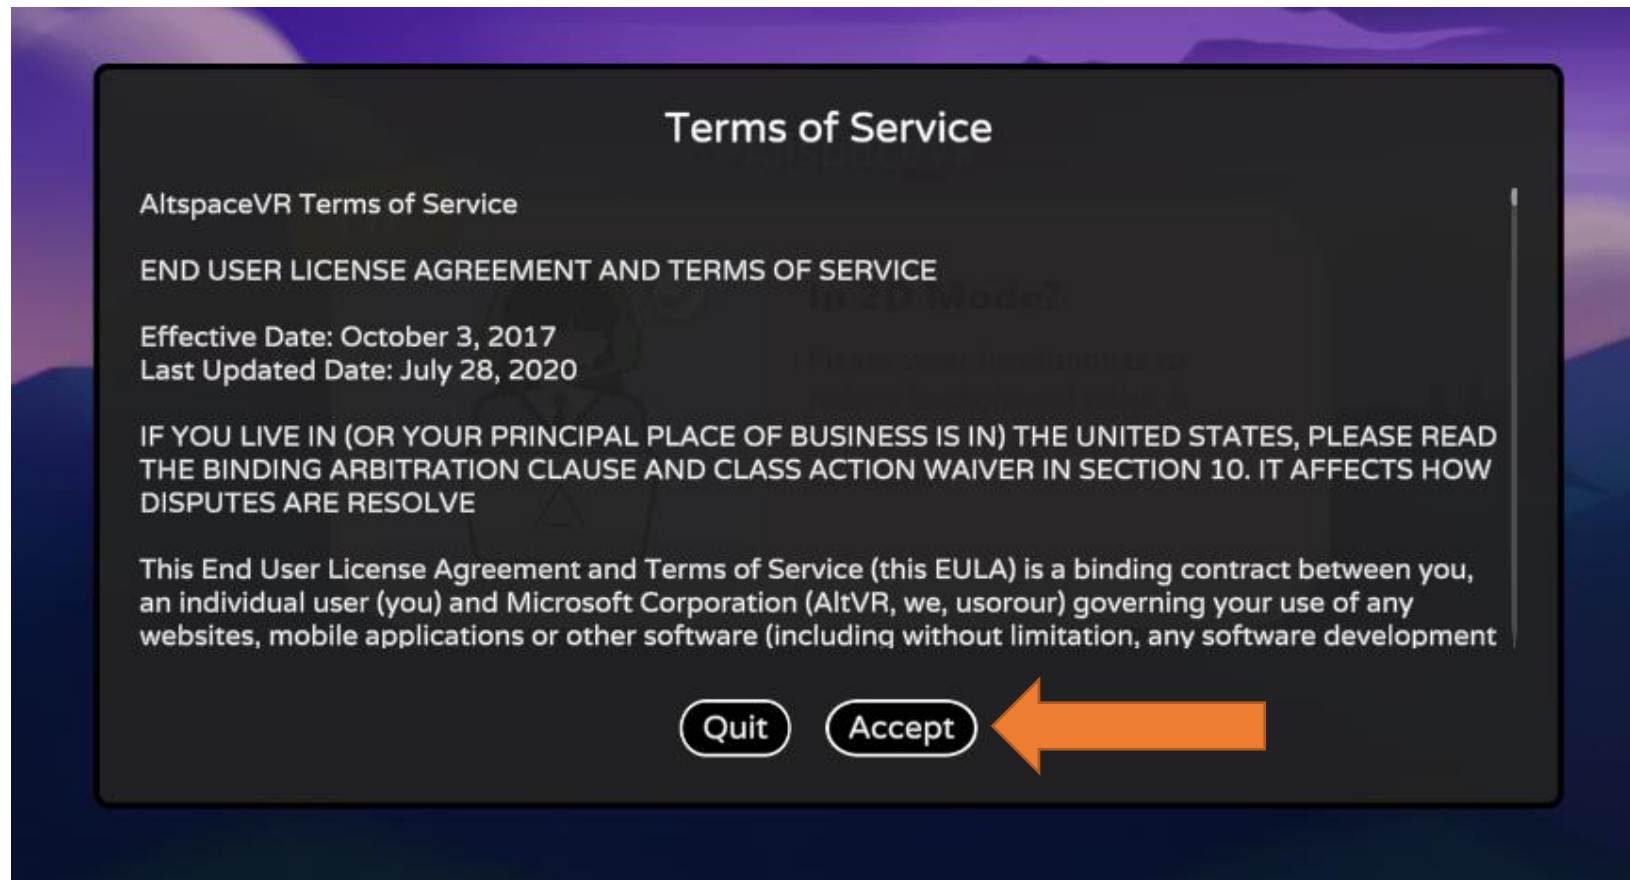 Terms of Service
AltspaceVR Terms of Service
END USER LICENSE AGREEMENT AND TERMS OF SERVICE
In 2D Mode?
Effective Date: October 3, 2017
Last Updated Date: July 28, 2020
IF YOU LIVE IN (OR YOUR PRINCIPAL PLACE OF BUSINESS IS IN) THE UNITED STATES, PLEASE READ
THE BINDING ARBITRATION CLAUSE AND CLASS ACTION WAIVER IN SECTION 10. IT AFFECTS HOW
DISPUTES ARE RESOLVE
This End User License Agreement and Terms of Service (this EULA) is a binding contract between you,
an individual user (you) and Microsoft Corporation (AltVR, we, usorour) governing your use of any
websites, mobile applications or other software (including without limitation, any software development
Quit
Accept